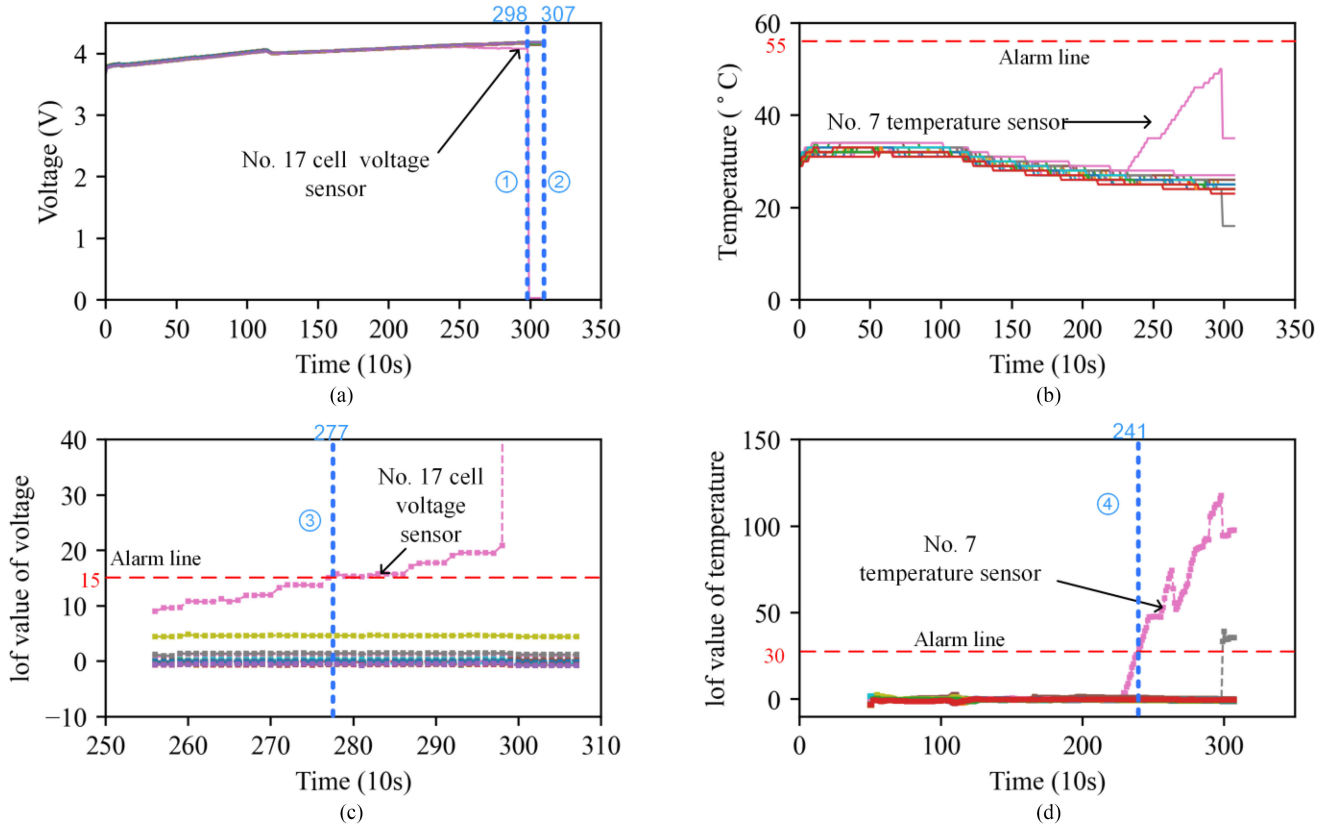 298 307
4
3
2
1
0
Voltage (V)
No. 17 cell voltage
sensor
① ②
0 50 100 150 200 250 300 350
Time (10s)
(a)
60
55
40
20
0
Temperature ( ° C)
Alarm line
No. 7 temperature sensor
0 50 100 150 200 250 300 350
Time (10s)
(b)
277
40
30
20
15
10
0
−10
lof value of voltage
No. 17 cell
voltage
sensor
③
Alarm line
250 260 270 280 290 300 310
Time (10s)
(c)
241
150
100
50
30
0
lof value of temperature
④
No. 7
temperature sensor
Alarm line
0 100 200 300
Time (10s)
(d)